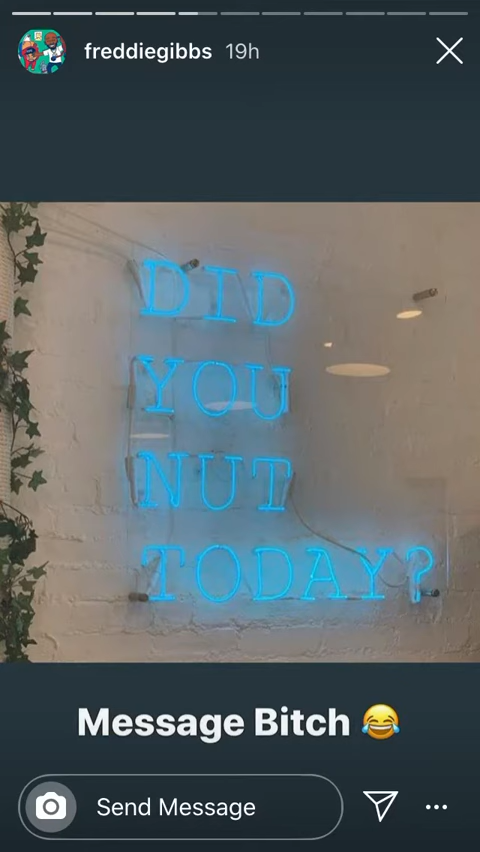 freddiegibbs 19h
DID
YOU
NUT
TODAY?
Message Bitch 😂
Send Message